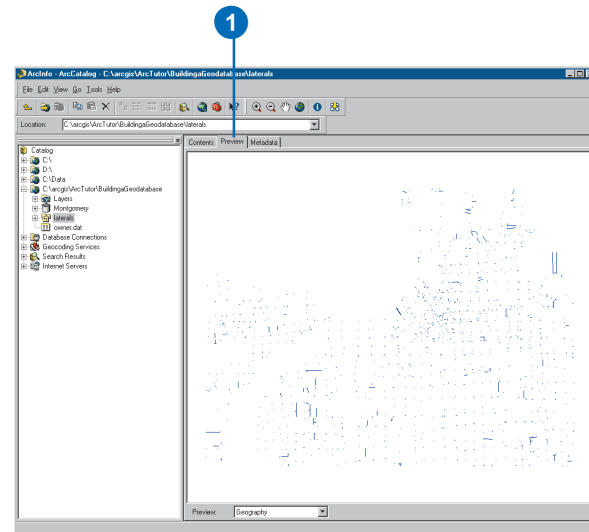 1
ArcInfo - ArcCatalog - C:\arcgis\ArcTutor\BuildingaGeodatabase\laterals
File Edit View Go Tools Help
Location: C:\arcgis\ArcTutor\BuildingaGeodatabase\laterals
Contents Preview Metadata
Catalog
C:\
D:\
C:\Data
C:\arcgis\ArcTutor\BuildingaGeodatabase
Layers
Montgomery
laterals
owner.dat
Database Connections
Geocoding Services
Search Results
Internet Servers
Preview: Geography